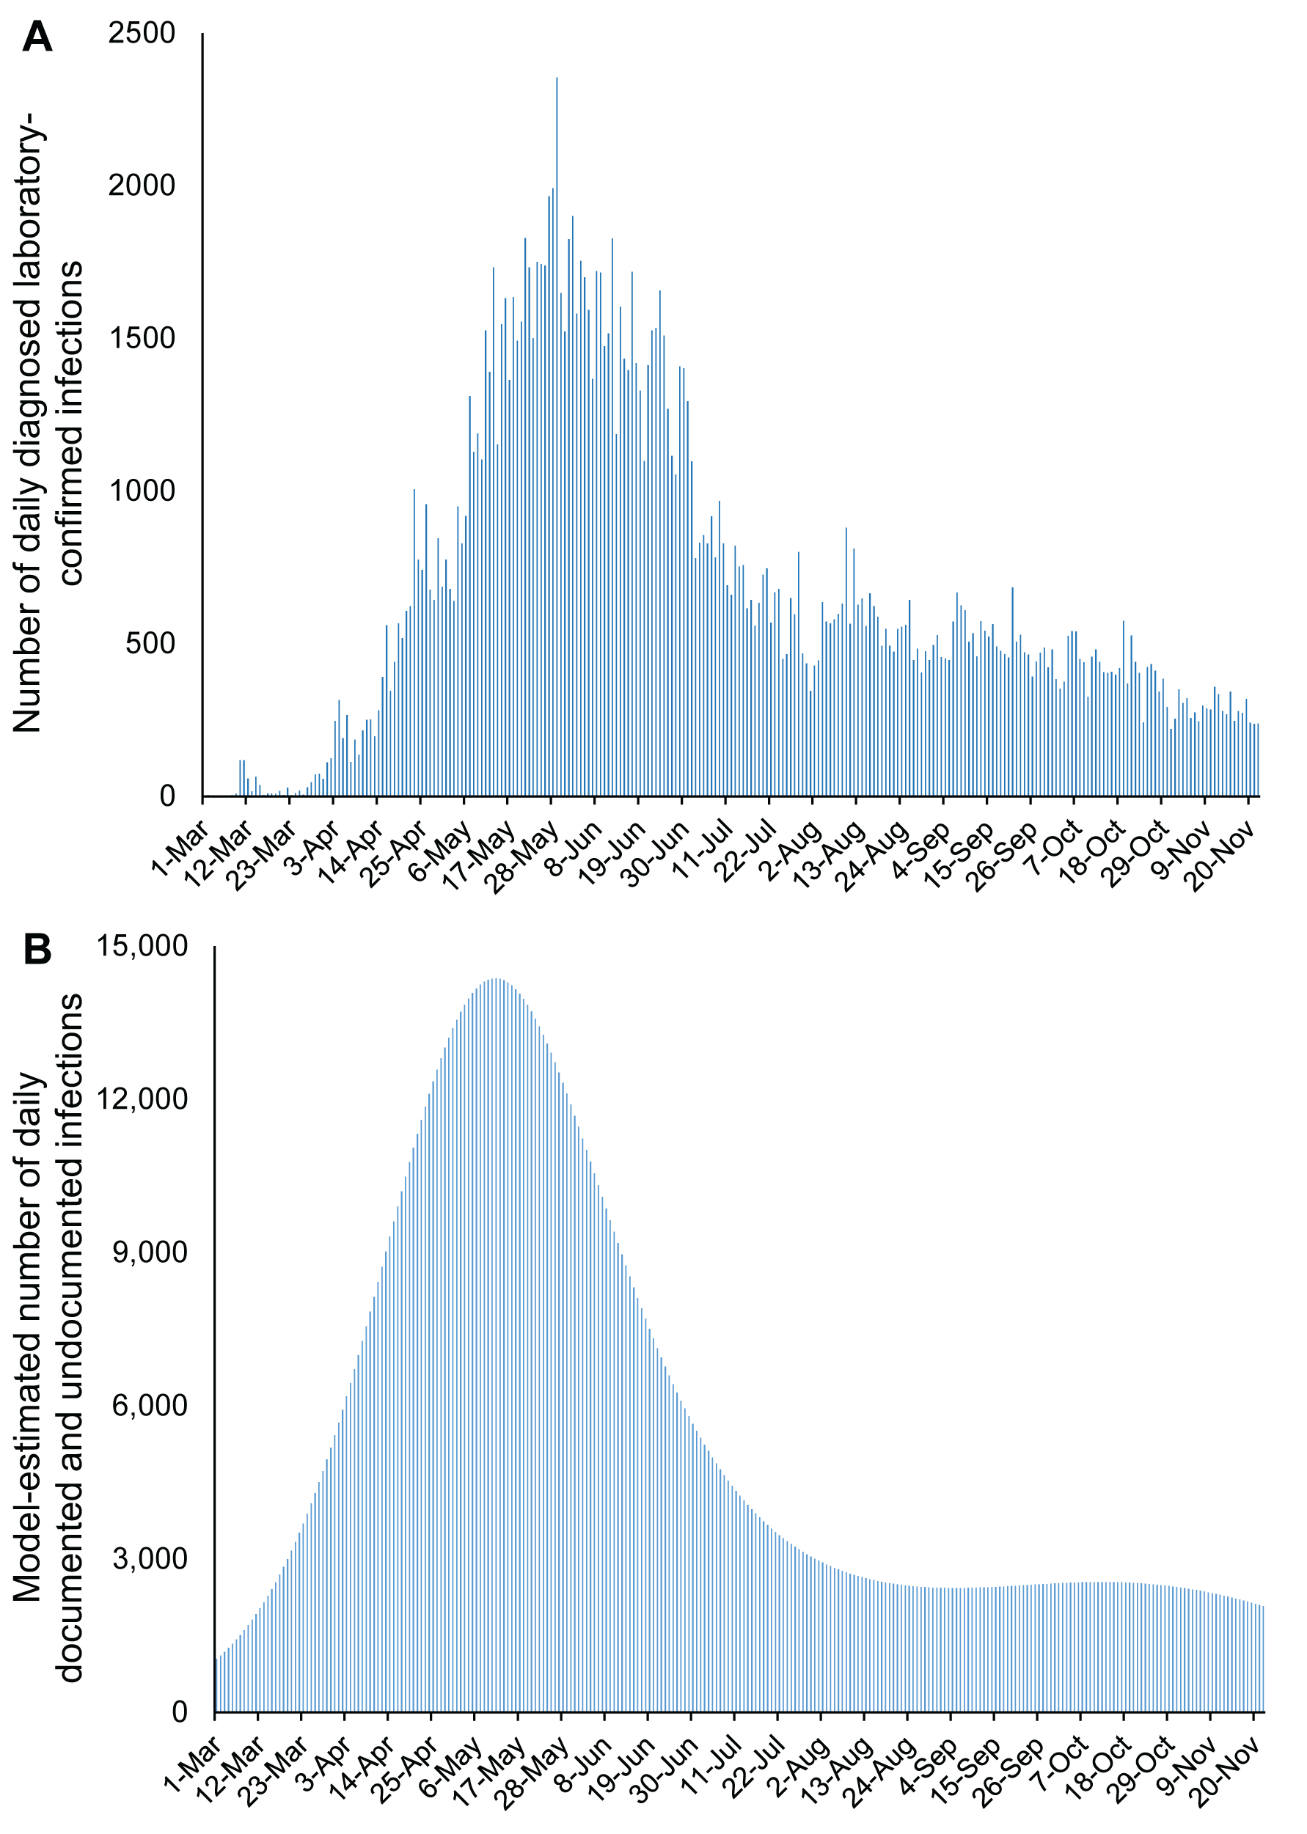 A
Number of daily diagnosed laboratory-
confirmed infections
2500
2000
1500
1000
500
0
1-Mar
12-Mar
23-Mar
3-Apr
14-Apr
25-Apr
6-May
17-May
28-May
8-Jun
19-Jun
30-Jun
11-Jul
22-Jul
2-Aug
13-Aug
24-Aug
4-Sep
15-Sep
26-Sep
7-Oct
18-Oct
29-Oct
9-Nov
20-Nov
B
Model-estimated number of daily
documented and undocumented infections
15,000
12,000
9,000
6,000
3,000
0
1-Mar
12-Mar
23-Mar
3-Apr
14-Apr
25-Apr
6-May
17-May
28-May
8-Jun
19-Jun
30-Jun
11-Jul
22-Jul
2-Aug
13-Aug
24-Aug
4-Sep
15-Sep
26-Sep
7-Oct
18-Oct
29-Oct
9-Nov
20-Nov